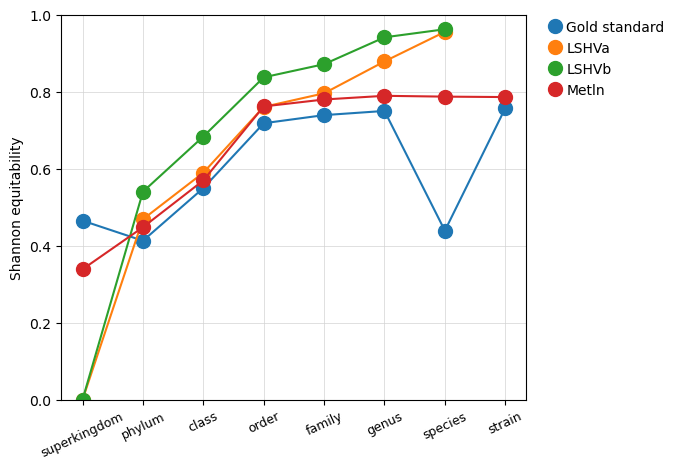 1.0
0.8
0.6
0.4
0.2
0.0
Shannon equitability
superkingdom
phylum
class
order
family
genus
species
strain
Gold standard
LSHVa
LSHVb
Metln